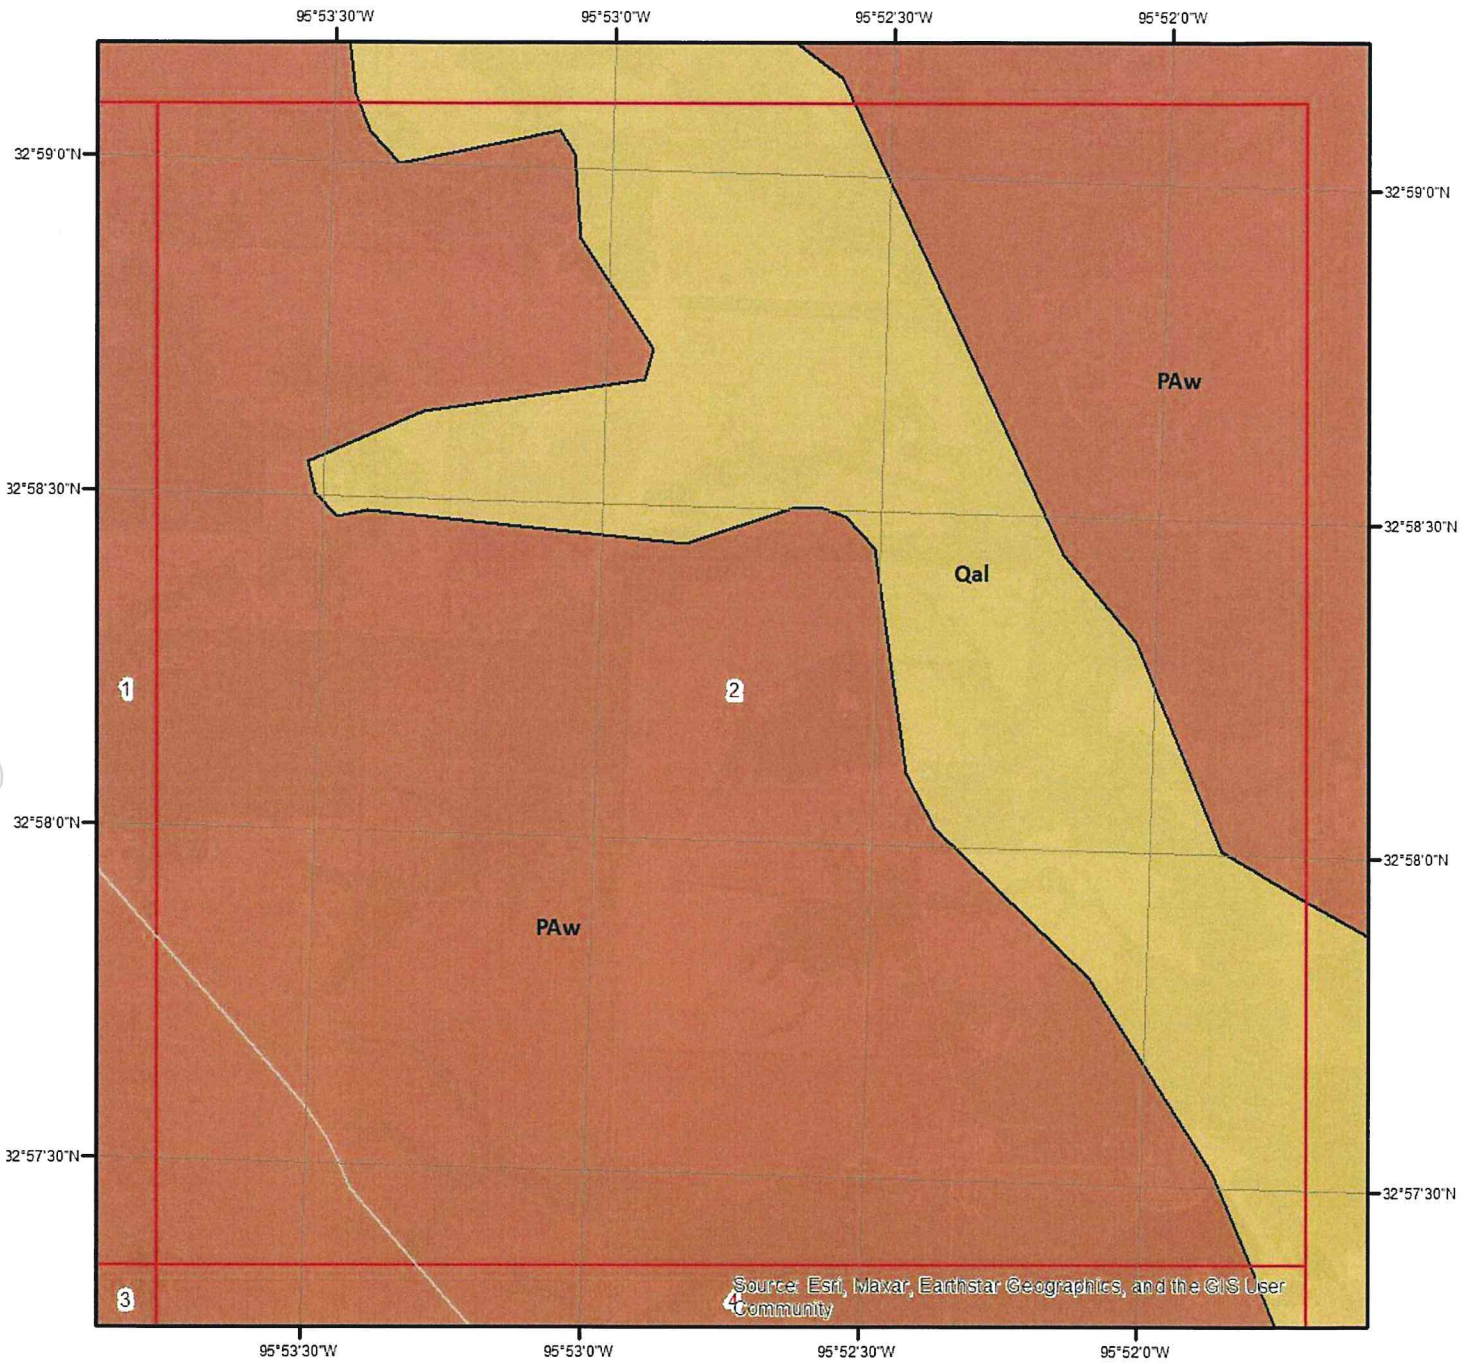 95°53'30"W 95°53'0"W 95°52'30"W 95°52'0"W
32°59'0"N
32°59'0"N
PAw
32°58'30"N
32°58'30"N
Qal
1
2
32°58'0"N
32°58'0"N
PAw
32°57'30"N
32°57'30"N
3
4
Source: Esri, Maxar, Earthstar Geographics, and the GIS User
Community
95°53'30"W 95°53'0"W 95°52'30"W 95°52'0"W